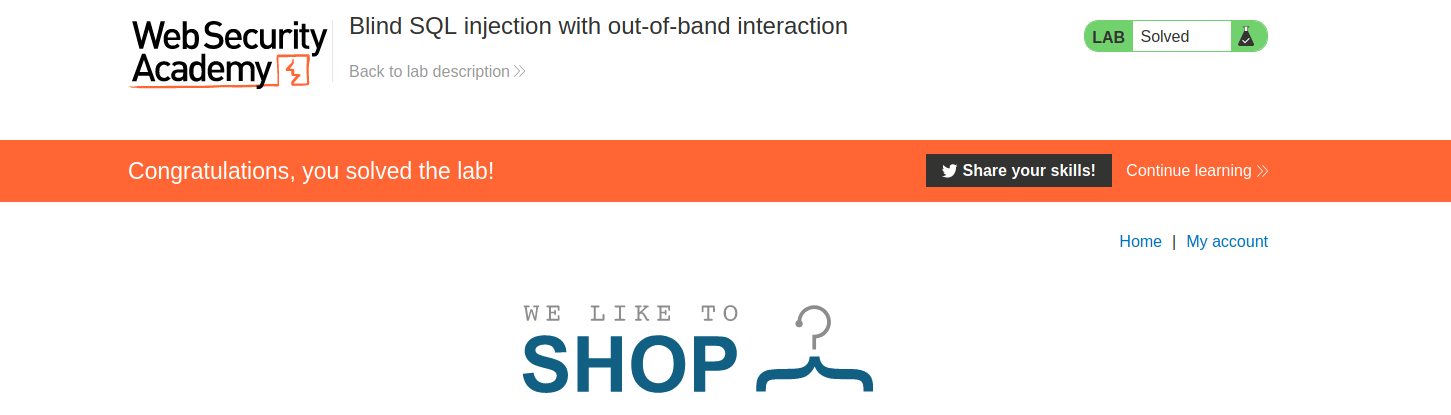 Web Security
Academy
Blind SQL injection with out-of-band interaction
Back to lab description
LAB Solved
Congratulations, you solved the lab!
Share your skills! Continue learning
Home | My account
WE LIKE TO
SHOP